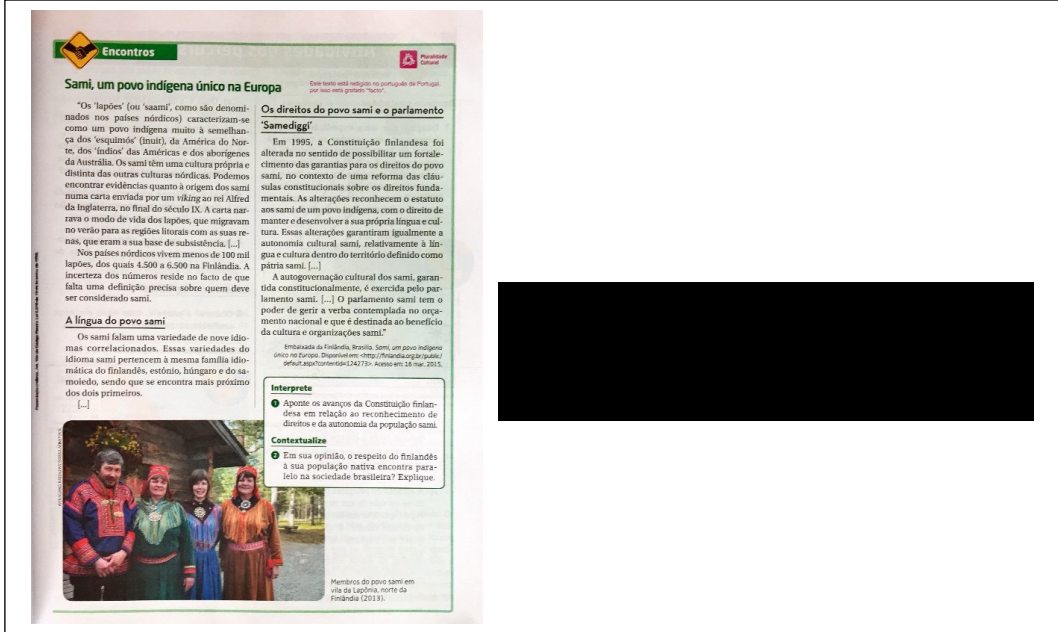 Encontros
Pluralidade
Cultural
Sami, um povo indígena único na Europa
Este texto está redigido no português de Portugal,
por isso está grafado "facto".
"Os 'lapões' (ou 'saami', como são denomi-
nados nos países nórdicos) caracterizam-se
como um povo indígena muito à semelhan-
ça dos 'esquimós' (inuit), da América do Nor-
te, dos 'índios' das Américas e dos aborígenes
da Austrália. Os sami têm uma cultura própria e
distinta das outras culturas nórdicas. Podemos
encontrar evidências quanto à origem dos sami
numa carta enviada por um viking ao rei Alfred
da Inglaterra, no final do século IX. A carta nar-
rava o modo de vida dos lapões, que migravam
no verão para as regiões litorais com as suas re-
nas, que eram a sua base de subsistência. [...]
Nos países nórdicos vivem menos de 100 mil
lapões, dos quais 4.500 a 6.500 na Finlândia. A
incerteza dos números reside no facto de que
falta uma definição precisa sobre quem deve
ser considerado sami.
A língua do povo sami
Os sami falam uma variedade de nove idio-
mas correlacionados. Essas variedades do
idioma sami pertencem à mesma família idio-
mática do finlandês, estônio, húngaro e do sa-
moiedo, sendo que se encontra mais próximo
dos dois primeiros.
[...]
Os direitos do povo sami e o parlamento
'Samediggi'
Em 1995, a Constituição finlandesa foi
alterada no sentido de possibilitar um fortale-
cimento das garantias para os direitos do povo
sami, no contexto de uma reforma das cláu-
sulas constitucionais sobre os direitos funda-
mentais. As alterações reconhecem o estatuto
aos sami de um povo indígena, com o direito de
manter e desenvolver a sua própria língua e cul-
tura. Essas alterações garantiram igualmente a
autonomia cultural sami, relativamente à lín-
gua e cultura dentro do território definido como
pátria sami. [...]
A autogovernação cultural dos sami, garan-
tida constitucionalmente, é exercida pelo par-
lamento sami. [...] O parlamento sami tem o
poder de gerir a verba contemplada no orça-
mento nacional e que é destinada ao benefício
da cultura e organizações sami."
Embaixada da Finlândia, Brasília. Sami, um povo indígena
único na Europa. Disponível em: <http://finlandia.org.br/public/
default.aspx?contentid=124273>. Acesso em: 16 mar. 2015.
Interprete
1 Aponte os avanços da Constituição finlan-
desa em relação ao reconhecimento de
direitos e da autonomia da população sami.
Contextualize
2 Em sua opinião, o respeito do finlandês
à sua população nativa encontra para-
lelo na sociedade brasileira? Explique.
Membros do povo sami em
vila da Lapônia, norte da
Finlândia (2013).